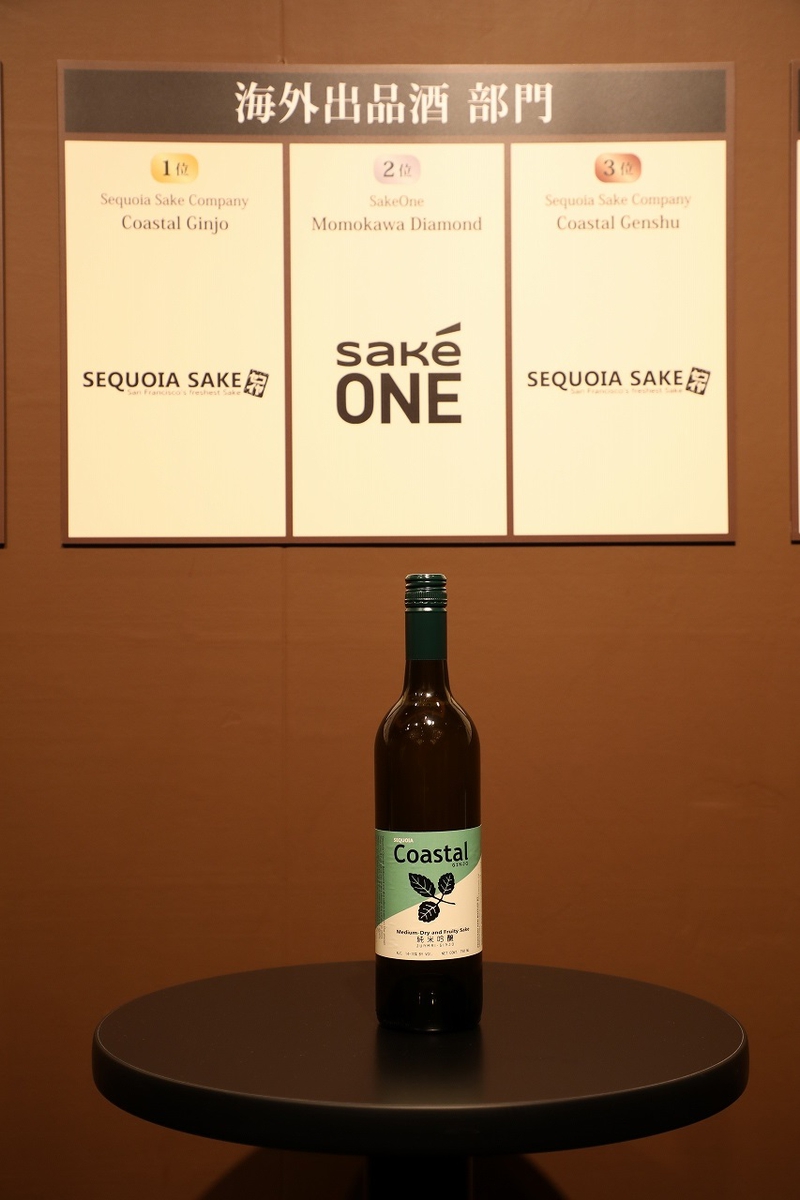 海外出品酒 部門
1位
Sequoia Sake Company
Coastal Ginjo
SEQUOIA SAKE
San Francisco's freshest Sake
2位
SakeOne
Momokawa Diamond
saké
ONE
3位
Sequoia Sake Company
Coastal Genshu
SEQUOIA SAKE
San Francisco's freshest Sake
SEQUOIA
Coastal
GINJO
Medium-Dry and Fruity Sake
純米吟醸
JUNMAI GINJO